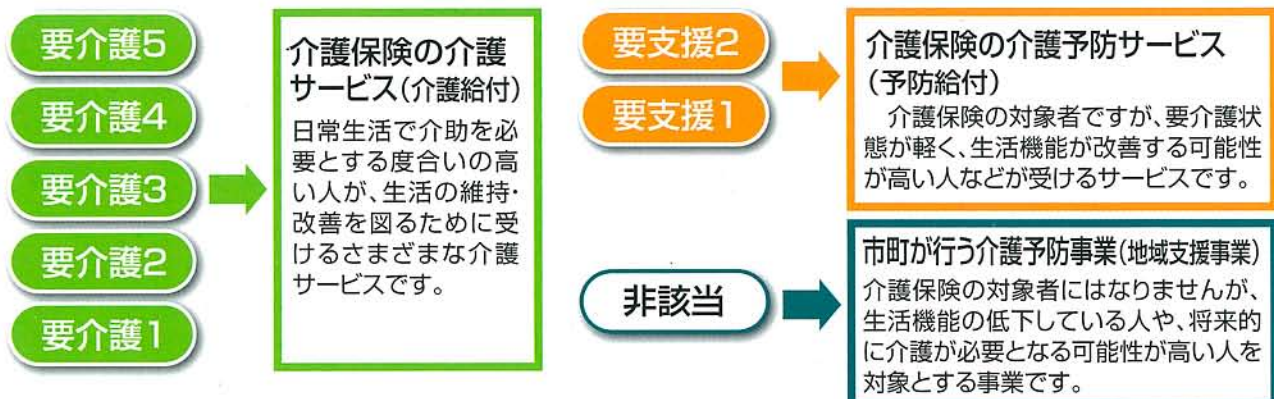 要介護5
要介護4
要介護3
要介護2
要介護1
介護保険の介護
サービス(介護給付)
日常生活で介助を必
要とする度合いの高
い人が、生活の維持・
改善を図るために受
けるさまざまな介護
サービスです。
要支援2
要支援1
介護保険の介護予防サービス
(予防給付)
介護保険の対象者ですが、要介護状
態が軽く、生活機能が改善する可能性
が高い人などが受けるサービスです。
非該当
市町が行う介護予防事業(地域支援事業)
介護保険の対象者にはなりませんが、
生活機能の低下している人や、将来的
に介護が必要となる可能性が高い人を
対象とする事業です。